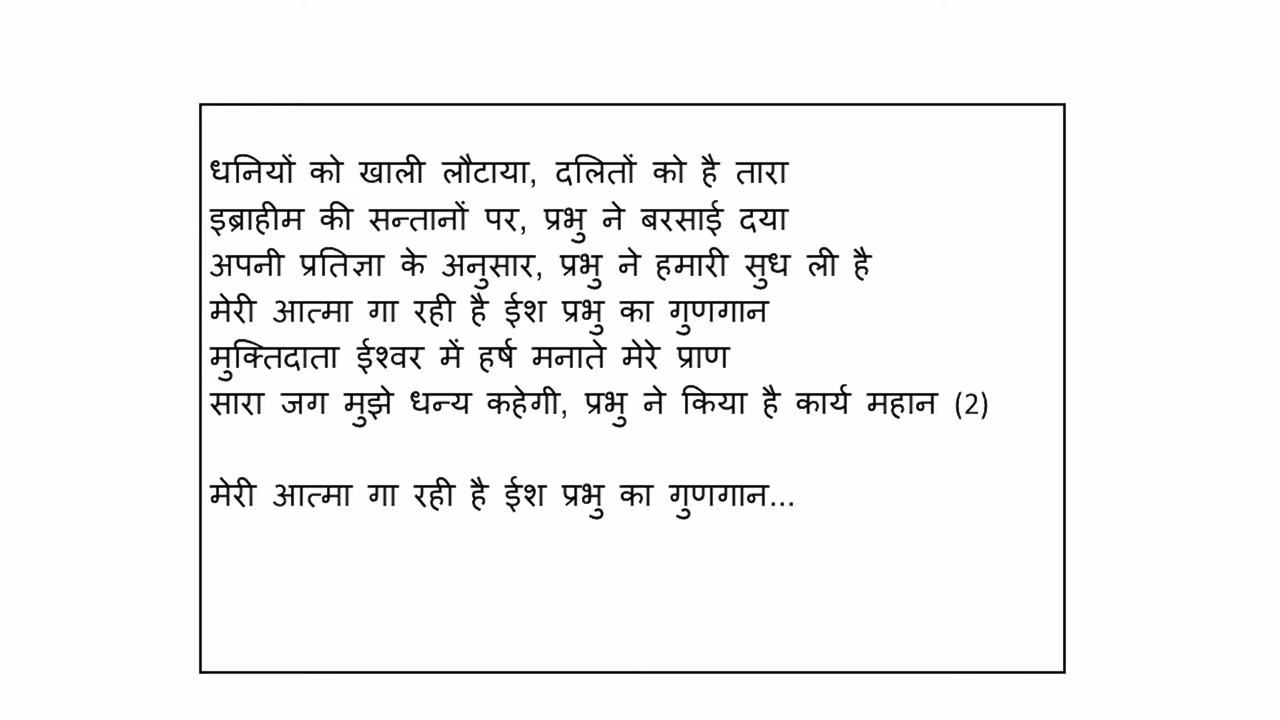 धनियों को खाली लौटाया, दलितों को है तारा
इब्राहीम की सन्तानों पर, प्रभु ने बरसाई दया
अपनी प्रतिज्ञा के अनुसार, प्रभु ने हमारी सुध ली है
मेरी आत्मा गा रही है ईश प्रभु का गुणगान
मुक्तिदाता ईश्वर में हर्ष मनाते मेरे प्राण
सारा जग मुझे धन्य कहेगी, प्रभु ने किया है कार्य महान (2)
मेरी आत्मा गा रही है ईश प्रभु का गुणगान...